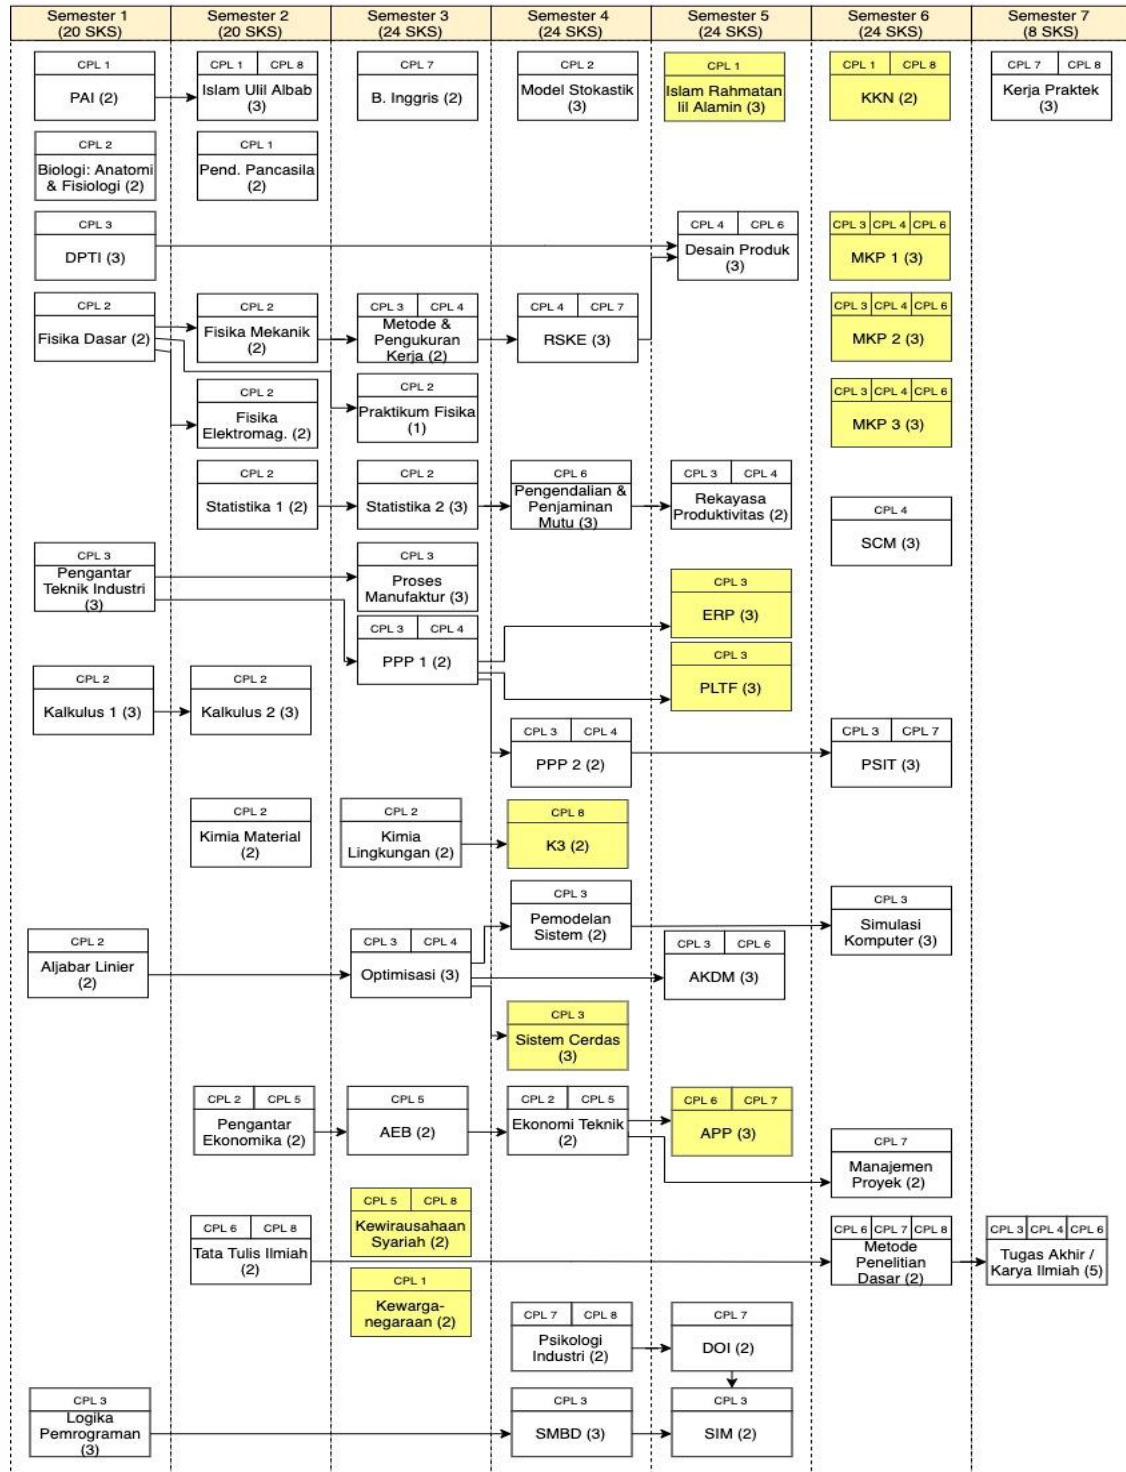 Semester 1
(20 SKS)
Semester 2
(20 SKS)
Semester 3
(24 SKS)
Semester 4
(24 SKS)
Semester 5
(24 SKS)
Semester 6
(24 SKS)
Semester 7
(8 SKS)
CPL 1
PAI (2)
CPL 1 CPL 8
Islam Ulil Albab
(3)
CPL 7
B. Inggris (2)
CPL 2
Model Stokastik
(3)
CPL 1
Islam Rahmatan
lil Alamin (3)
CPL 1 CPL 8
KKN (2)
CPL 7 CPL 8
Kerja Praktek
(3)
CPL 2
Biologi: Anatomi
& Fisiologi (2)
CPL 1
Pend. Pancasila
(2)
CPL 3
DPTI (3)
CPL 4 CPL 6
Desain Produk
(3)
CPL 3 CPL 4 CPL 6
MKP 1 (3)
CPL 2
Fisika Dasar (2)
CPL 2
Fisika Mekanik
(2)
CPL 3 CPL 4
Metode &
Pengukuran
Kerja (2)
CPL 4 CPL 7
RSKE (3)
CPL 3 CPL 4 CPL 6
MKP 2 (3)
CPL 2
Fisika
Elektromag. (2)
CPL 2
Praktikum Fisika
(1)
CPL 3 CPL 4 CPL 6
MKP 3 (3)
CPL 2
Statistika 1 (2)
CPL 2
Statistika 2 (3)
CPL 6
Pengendalian &
Penjaminan
Mutu (3)
CPL 3 CPL 4
Rekayasa
Produktivitas (2)
CPL 4
SCM (3)
CPL 3
Pengantar
Teknik Industri
(3)
CPL 3
Proses
Manufaktur (3)
CPL 3
ERP (3)
CPL 3 CPL 4
PPP 1 (2)
CPL 3
PLTF (3)
CPL 2
Kalkulus 1 (3)
CPL 2
Kalkulus 2 (3)
CPL 3 CPL 4
PPP 2 (2)
CPL 3 CPL 7
PSIT (3)
CPL 2
Kimia Material
(2)
CPL 2
Kimia
Lingkungan (2)
CPL 8
K3 (2)
CPL 3
Pemodelan
Sistem (2)
CPL 3
Simulasi
Komputer (3)
CPL 2
Aljabar Linier
(2)
CPL 3 CPL 4
Optimisasi (3)
CPL 3 CPL 6
AKDM (3)
CPL 3
Sistem Cerdas
(3)
CPL 2 CPL 5
Pengantar
Ekonomika (2)
CPL 5
AEB (2)
CPL 2 CPL 5
Ekonomi Teknik
(2)
CPL 6 CPL 7
APP (3)
CPL 7
Manajemen
Proyek (2)
CPL 5 CPL 8
Kewirausahaan
Syariah (2)
CPL 6 CPL 8
Tata Tulis Ilmiah
(2)
CPL 6 CPL 7 CPL 8
Metode
Penelitian
Dasar (2)
CPL 3 CPL 4 CPL 6
Tugas Akhir /
Karya Ilmiah (5)
CPL 1
Kewarga-
negaraan (2)
CPL 7 CPL 8
Psikologi
Industri (2)
CPL 7
DOI (2)
CPL 3
Logika
Pemrograman
(3)
CPL 3
SMBD (3)
CPL 3
SIM (2)